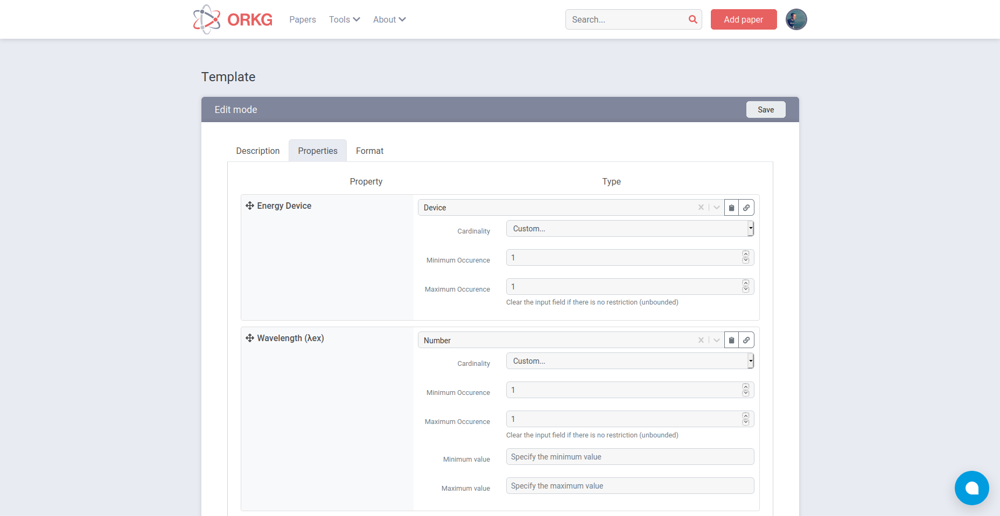 ORKG Papers Tools About Search... Add paper
Template
Edit mode Save
Description Properties Format
Property Type
Energy Device Device
Cardinality Custom...
Minimum Occurence 1
Maximum Occurence 1
Clear the input field if there is no restriction (unbounded)
Wavelength (λex) Number
Cardinality Custom...
Minimum Occurence 1
Maximum Occurence 1
Clear the input field if there is no restriction (unbounded)
Minimum value Specify the minimum value
Maximum value Specify the maximum value